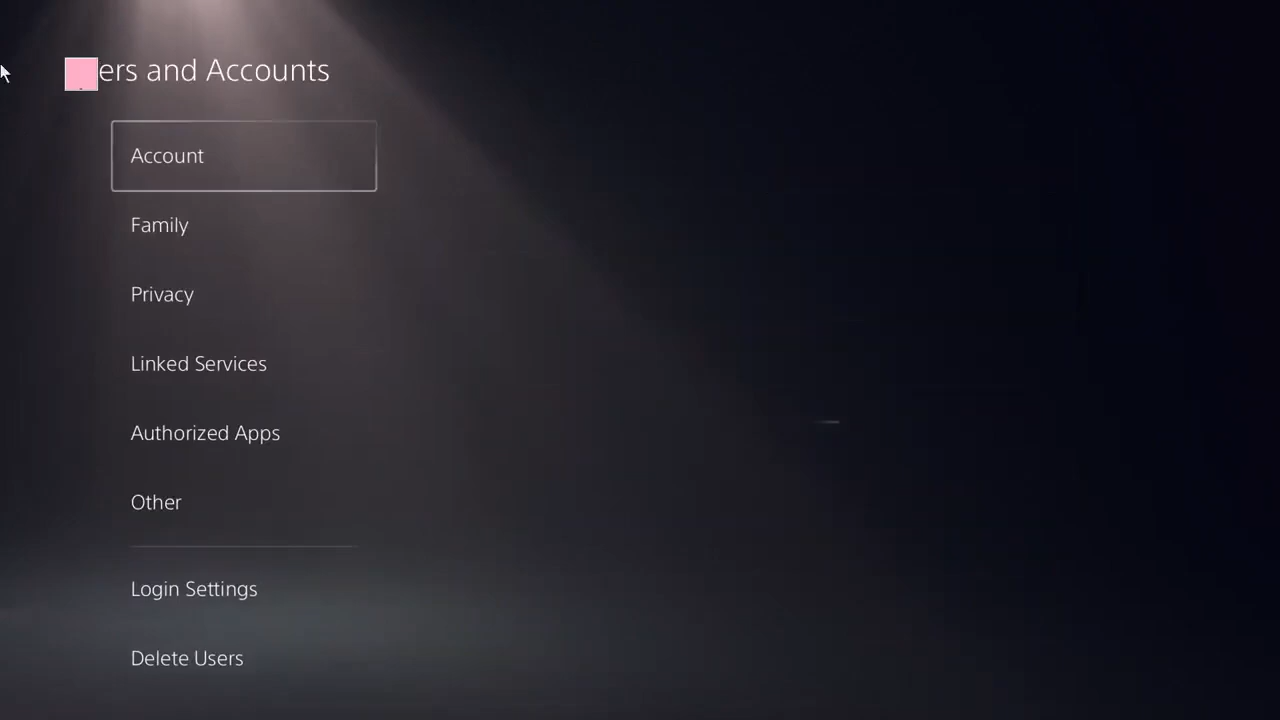 ers and Accounts
Account
Family
Privacy
Linked Services
Authorized Apps
Other
Login Settings
Delete Users